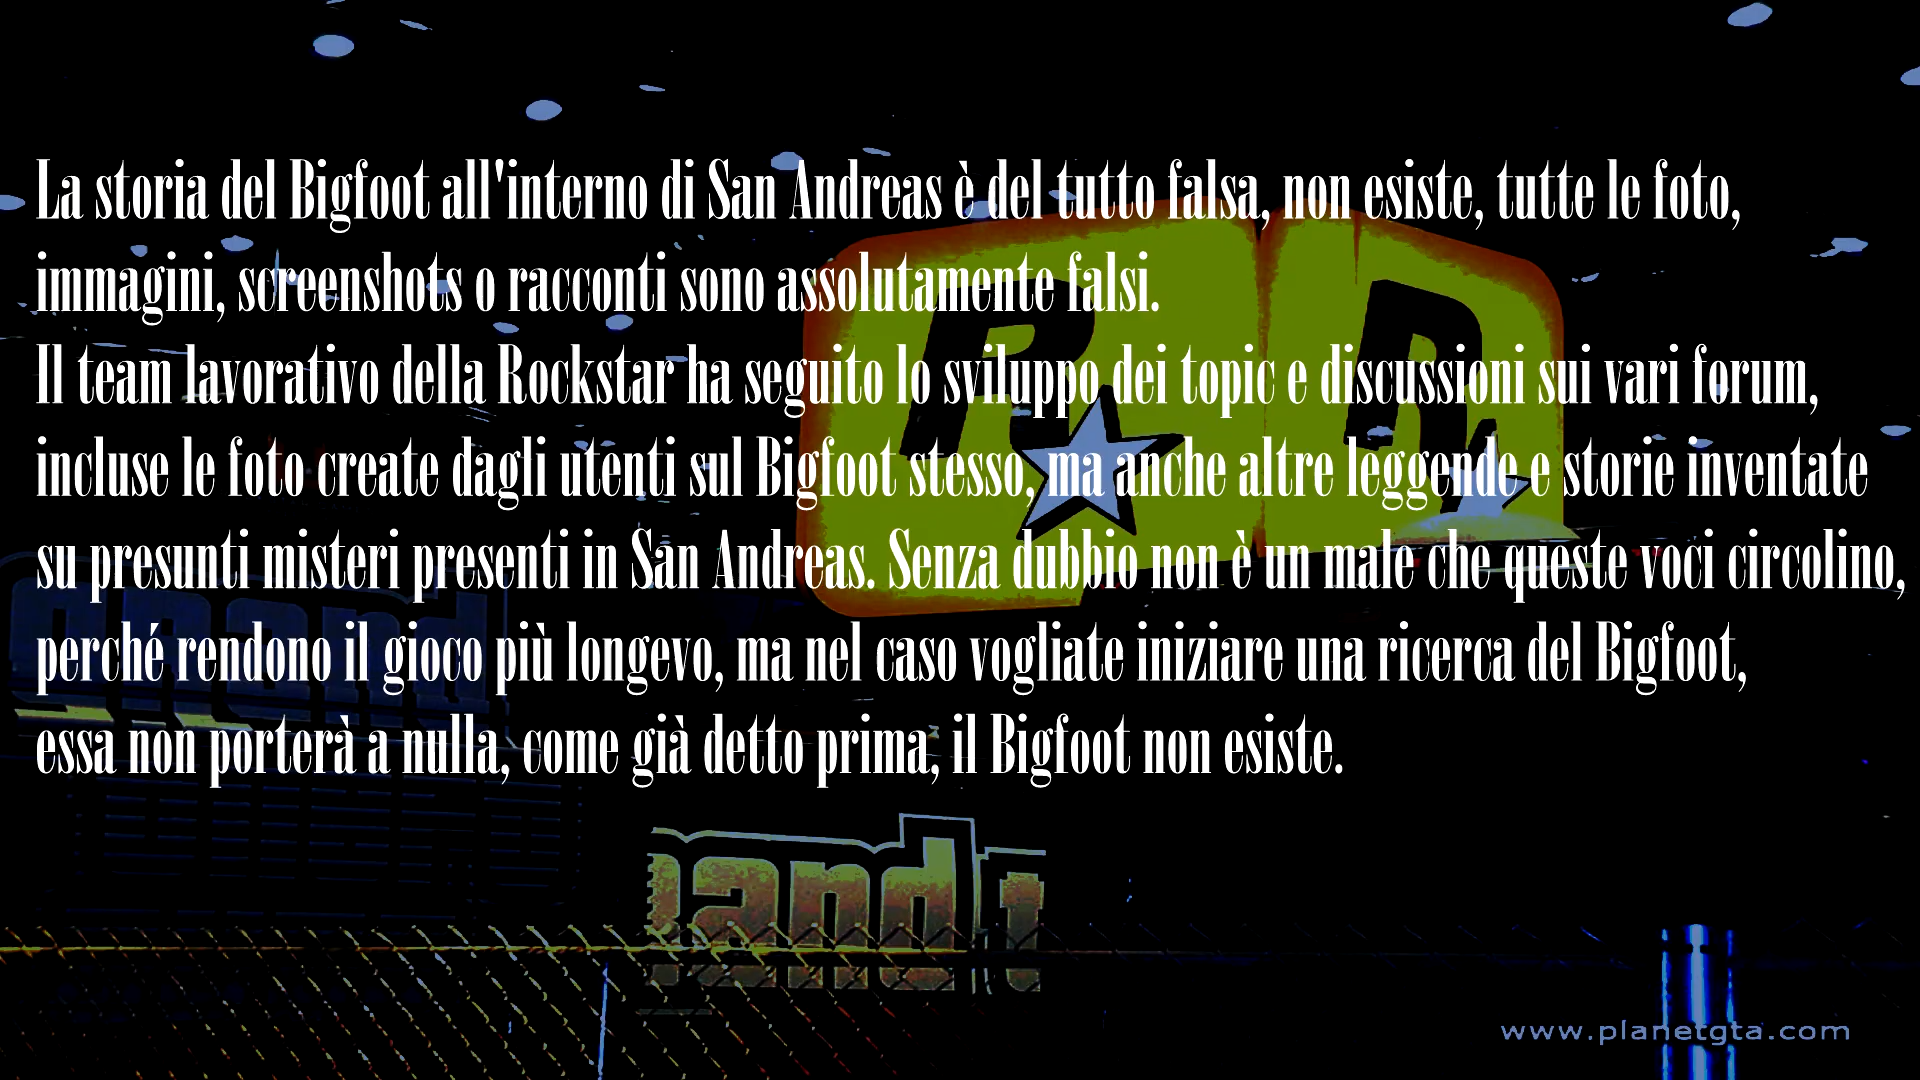 La storia del Bigfoot all'interno di San Andreas è del tutto falsa, non esiste, tutte le foto,
immagini, screenshots o racconti sono assolutamente falsi.
Il team lavorativo della Rockstar ha seguito lo sviluppo dei topic e discussioni sui vari forum,
incluse le foto create dagli utenti sul Bigfoot stesso, ma anche altre leggende e storie inventate
su presunti misteri presenti in San Andreas. Senza dubbio non è un male che queste voci circolino,
perché rendono il gioco più longevo, ma nel caso vogliate iniziare una ricerca del Bigfoot,
essa non porterà a nulla, come già detto prima, il Bigfoot non esiste.
R R
and t
www.planetgta.com